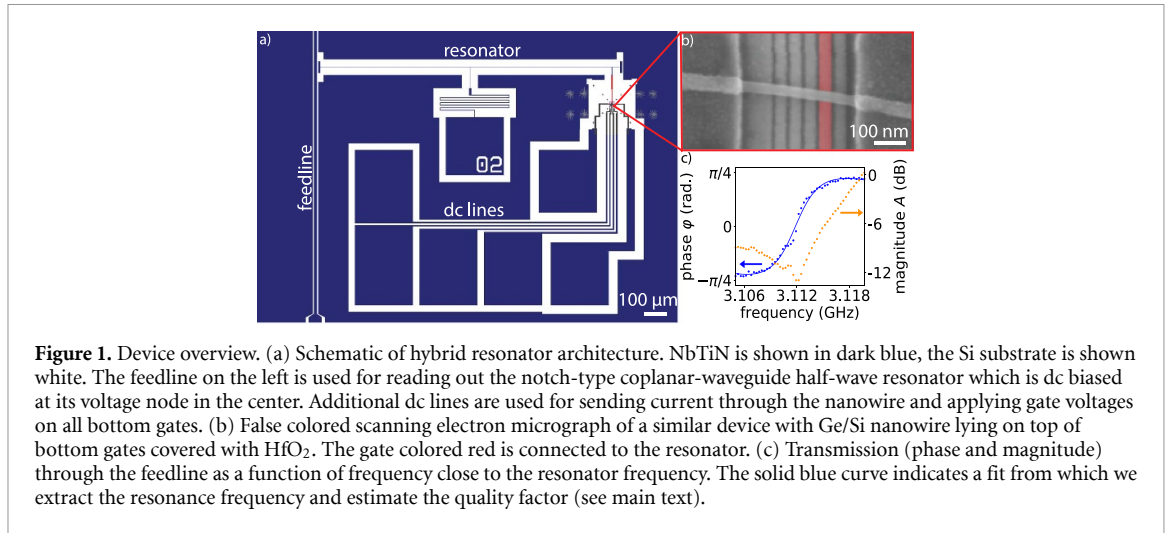 a)
resonator
feedline
02
dc lines
100 μm
b)
100 nm
c)
π/4
0
−π/4
phase φ (rad.)
0
-6
-12
magnitude A (dB)
3.106
3.112
3.118
frequency (GHz)
Figure 1. Device overview. (a) Schematic of hybrid resonator architecture. NbTiN is shown in dark blue, the Si substrate is shown
white. The feedline on the left is used for reading out the notch-type coplanar-waveguide half-wave resonator which is dc biased
at its voltage node in the center. Additional dc lines are used for sending current through the nanowire and applying gate voltages
on all bottom gates. (b) False colored scanning electron micrograph of a similar device with Ge/Si nanowire lying on top of
bottom gates covered with HfO₂. The gate colored red is connected to the resonator. (c) Transmission (phase and magnitude)
through the feedline as a function of frequency close to the resonator frequency. The solid blue curve indicates a fit from which we
extract the resonance frequency and estimate the quality factor (see main text).